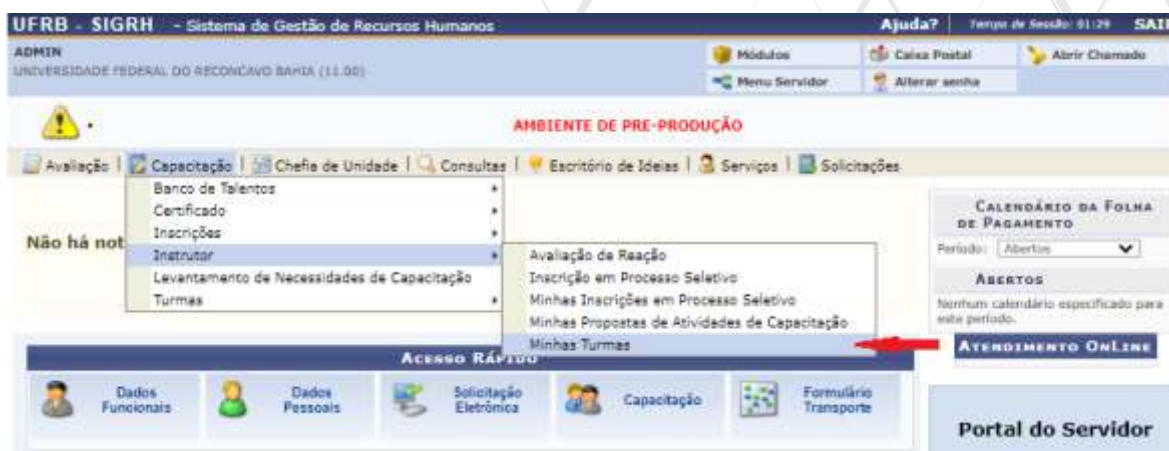 UFRB - SIGRH - Sistema de Gestão de Recursos Humanos
Ajuda? Tempo de Sessão: 01:29 SAIR
ADMIN
UNIVERSIDADE FEDERAL DO RECONCAVO BAHIA (11.00)
Módulos
Caixa Postal
Abrir Chamado
Menu Servidor
Alterar senha
AMBIENTE DE PRE-PRODUÇÃO
Avaliação | Capacitação | Chefia de Unidade | Consultas | Escritório de Ideias | Serviços | Solicitações
Banco de Talentos
Certificado
Inscrições
Instrutor
Levantamento de Necessidades de Capacitação
Turmas
Não há not
Avaliação de Reação
Inscrição em Processo Seletivo
Minhas Inscrições em Processo Seletivo
Minhas Propostas de Atividades de Capacitação
Minhas Turmas
CALENDÁRIO DA FOLHA
DE PAGAMENTO
Período: Abertos
ABERTOS
Nenhum calendário especificado para
este período.
ATENDIMENTO ONLINE
ACESSO RÁPIDO
Dados
Funcionais
Dados
Pessoais
Solicitação
Eletrônica
Capacitação
Formulário
Transporte
Portal do Servidor